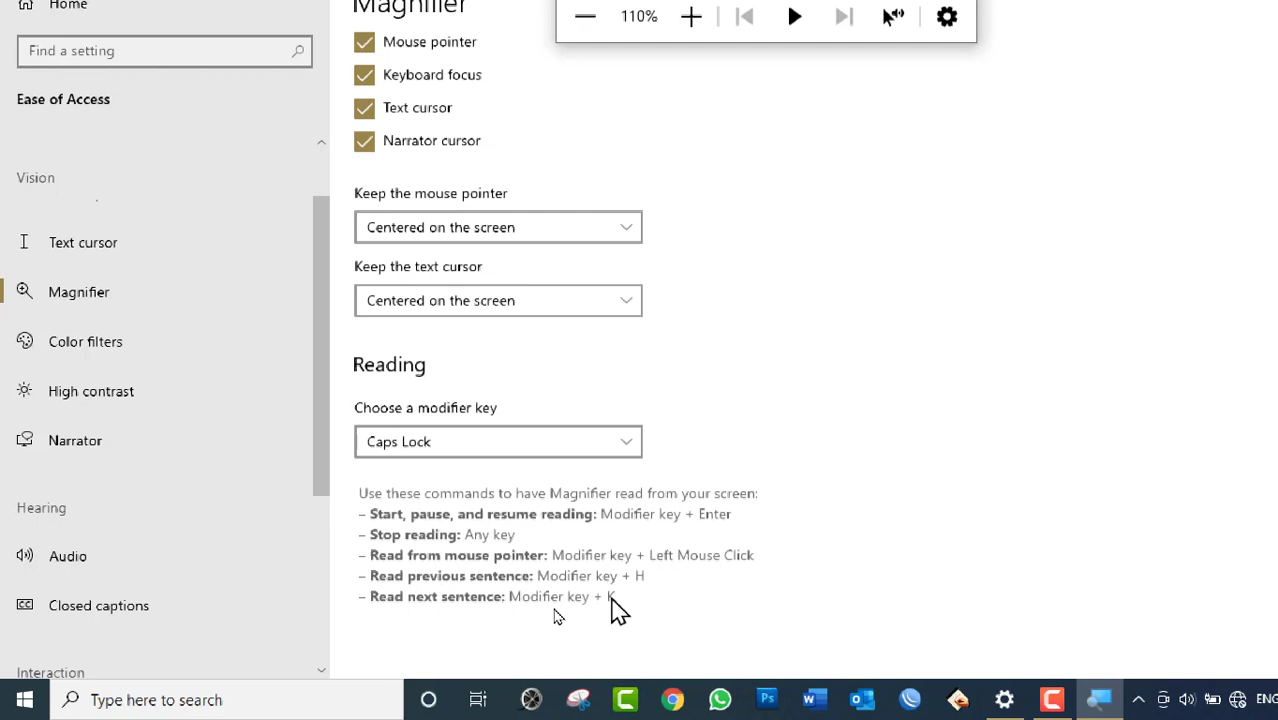 Home
Find a setting
Ease of Access
Vision
Text cursor
Magnifier
Color filters
High contrast
Narrator
Hearing
Audio
Closed captions
Interaction
Magnifier
Mouse pointer
Keyboard focus
Text cursor
Narrator cursor
Keep the mouse pointer
Centered on the screen
Keep the text cursor
Centered on the screen
Reading
Choose a modifier key
Caps Lock
Use these commands to have Magnifier read from your screen:
– Start, pause, and resume reading: Modifier key + Enter
– Stop reading: Any key
– Read from mouse pointer: Modifier key + Left Mouse Click
– Read previous sentence: Modifier key + H
– Read next sentence: Modifier key + K
110%
Type here to search
Ps
ENG